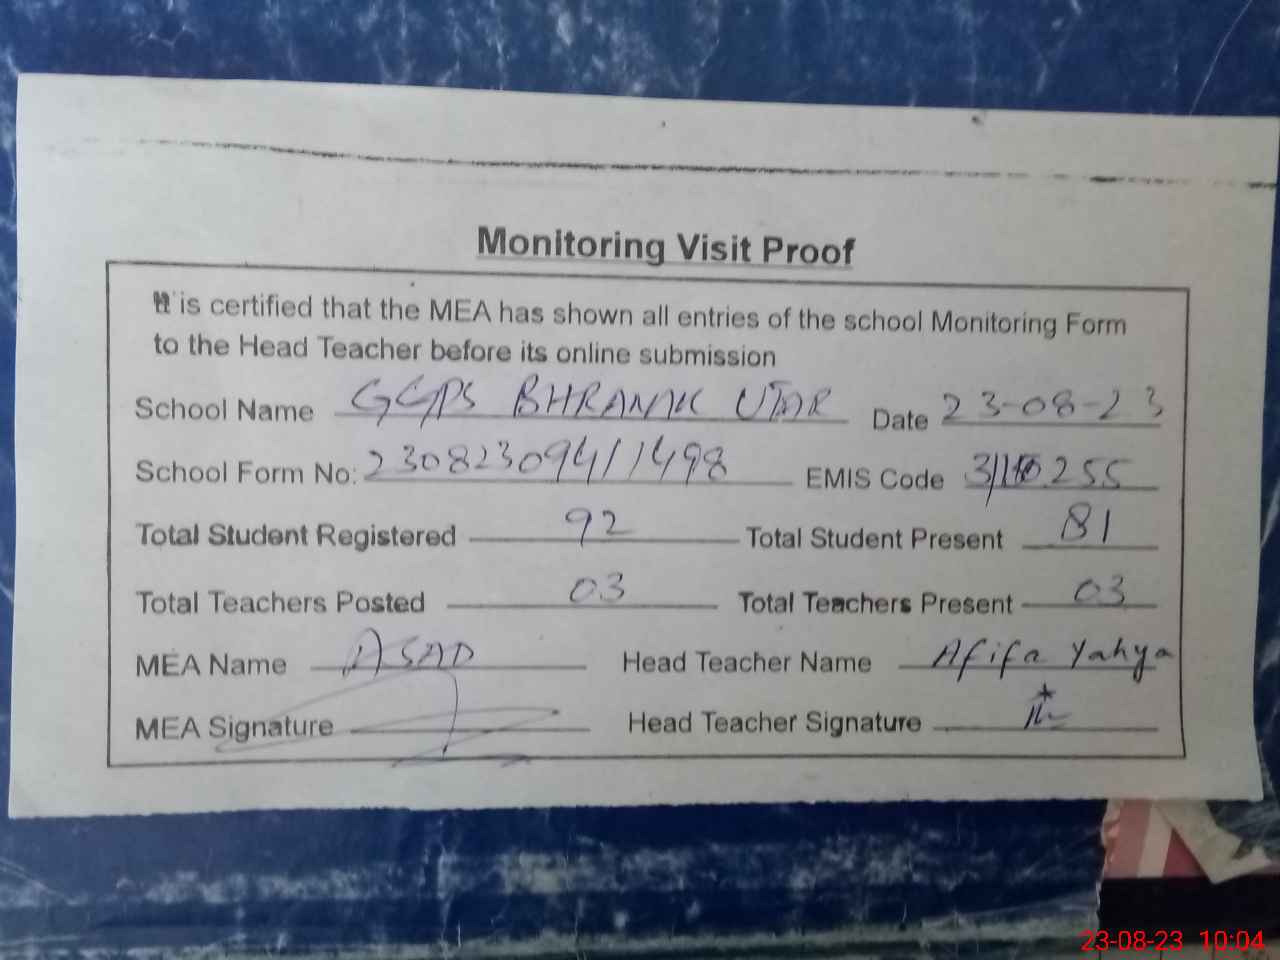 Monitoring Visit Proof
It is certified that the MEA has shown all entries of the school Monitoring Form
to the Head Teacher before its online submission
School Name GGPS BHRANAK UTAR Date 23-08-23
School Form No: 23082309411498 EMIS Code
Total Student Registered 92 Total Student Present 81
Total Teachers Posted 03 Total Teachers Present 03
MEA Name ASAD Head Teacher Name Afifa Yahya
MEA Signature Head Teacher Signature
23-08-23 10:04